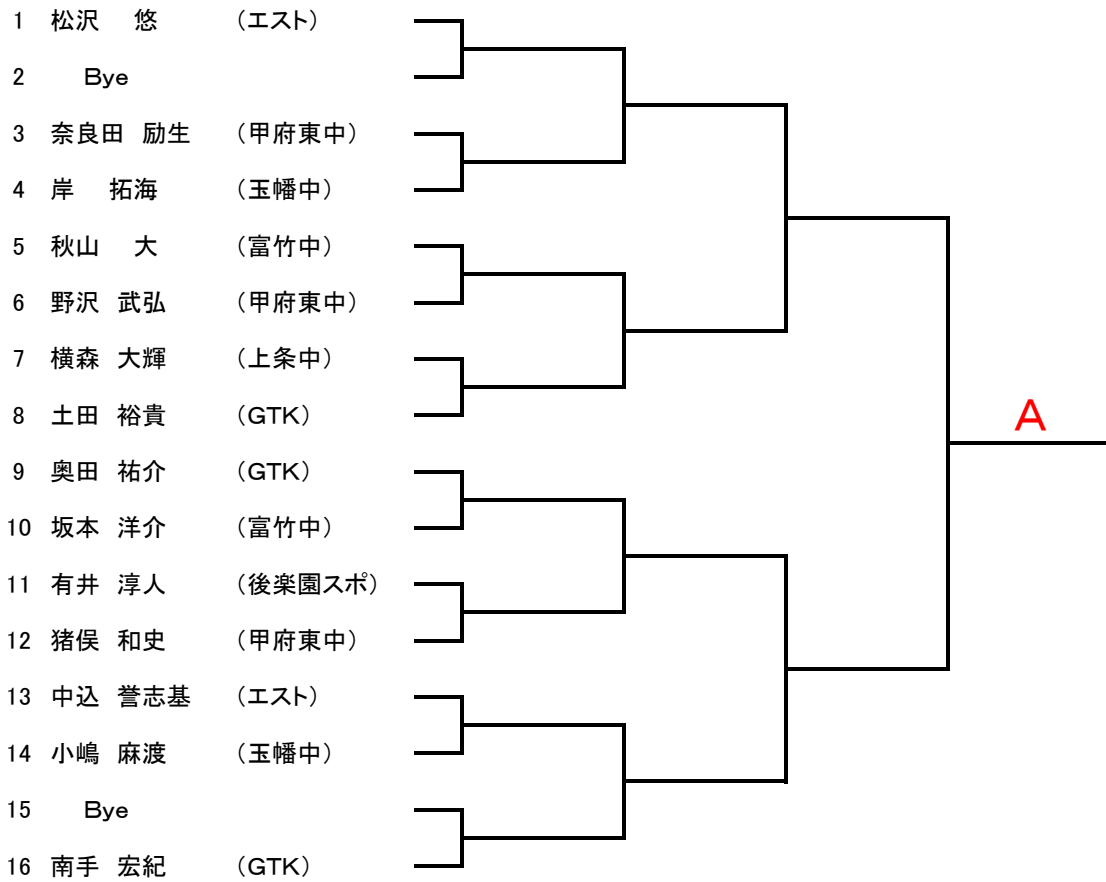 1 松沢 悠 (エスト)
2 Bye
3 奈良田 励生 (甲府東中)
4 岸 拓海 (玉幡中)
5 秋山 大 (富竹中)
6 野沢 武弘 (甲府東中)
7 横森 大輝 (上条中)
8 土田 裕貴 (GTK)
A
9 奥田 祐介 (GTK)
10 坂本 洋介 (富竹中)
11 有井 淳人 (後楽園スポ)
12 猪俣 和史 (甲府東中)
13 中込 誉志基 (エスト)
14 小嶋 麻渡 (玉幡中)
15 Bye
16 南手 宏紀 (GTK)